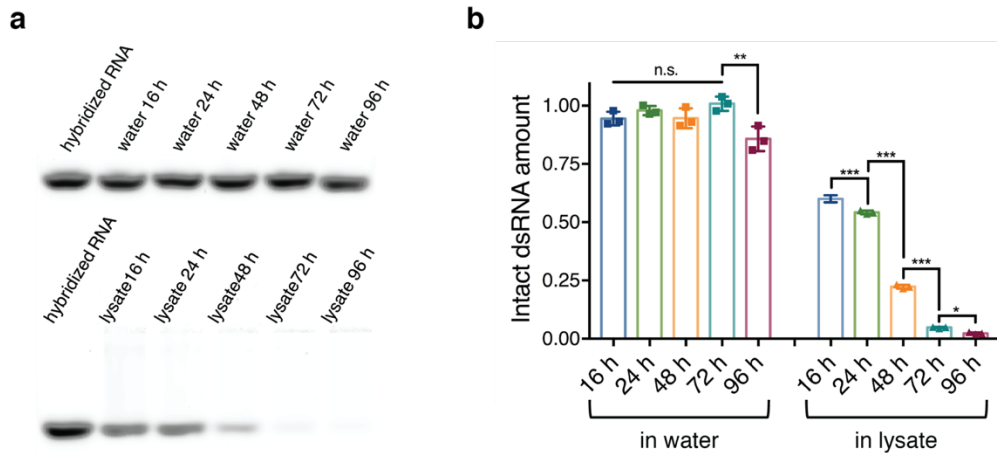 a
hybridized RNA
water 16 h
water 24 h
water 48 h
water 72 h
water 96 h
hybridized RNA
lysate16 h
lysate 24 h
lysate48 h
lysate72 h
lysate 96 h
b
Intact dsRNA amount
1.00
0.75
0.50
0.25
0.00
n.s.
**
***
***
***
*
16 h
24 h
48 h
72 h
96 h
16 h
24 h
48 h
72 h
96 h
in water
in lysate